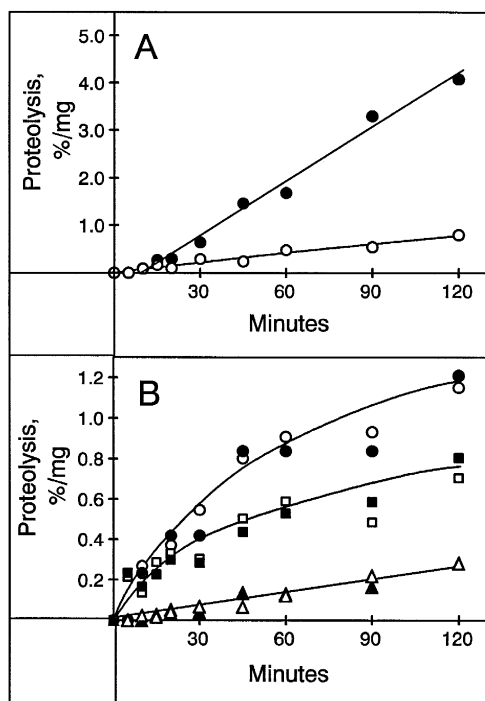 A
5.0
4.0
3.0
2.0
1.0
Proteolysis,
%/mg
30 60 90 120
Minutes
B
1.2
1.0
0.8
0.6
0.4
0.2
Proteolysis,
%/mg
30 60 90 120
Minutes